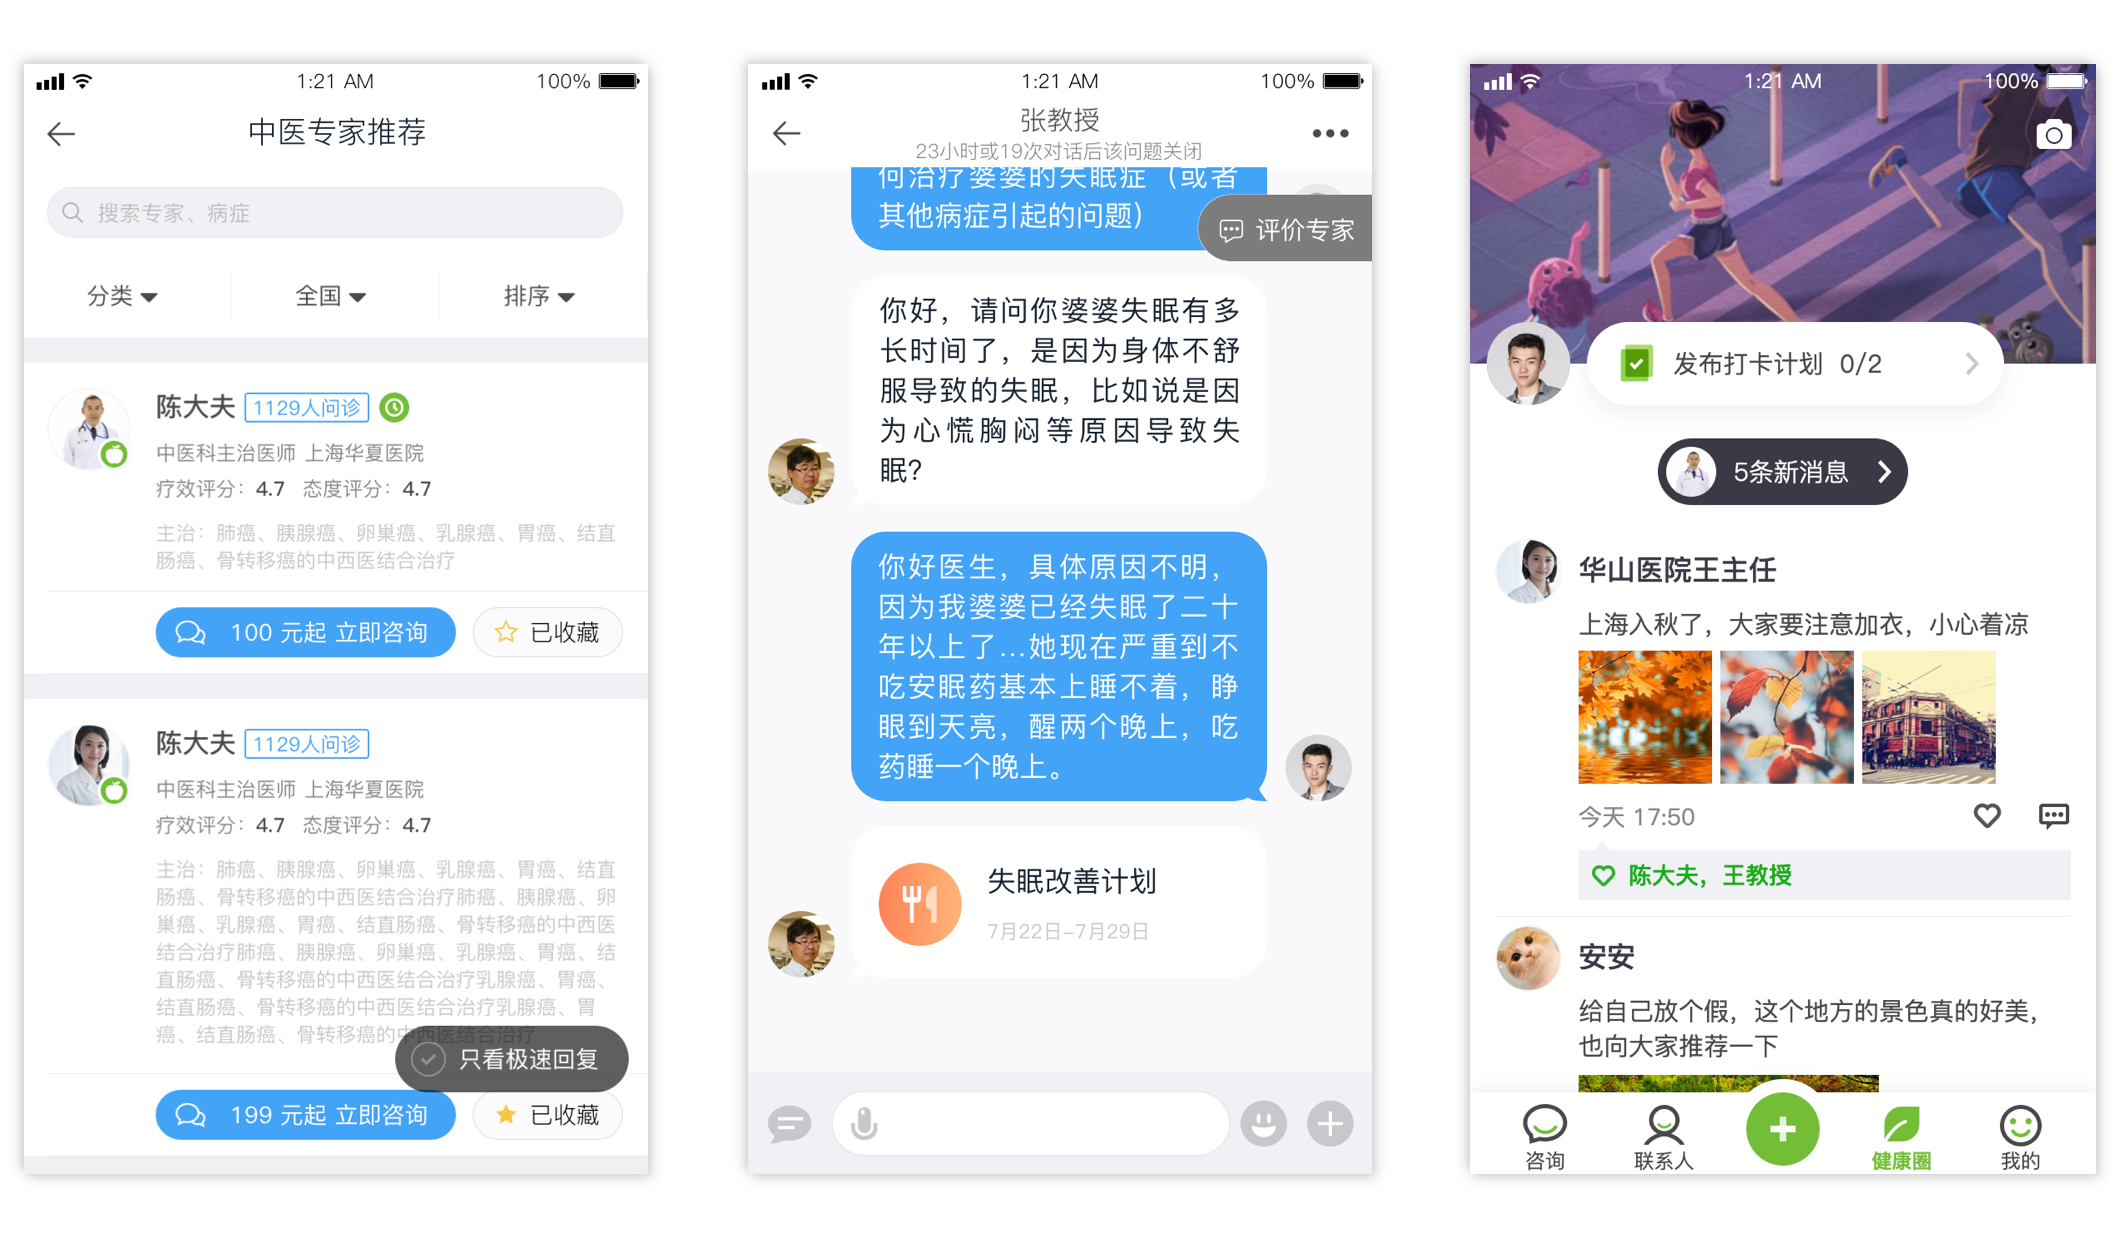 1:21 AM
100%
中医专家推荐
搜索专家、病症
分类
全国
排序
陈大夫 1129人问诊
中医科主治医师 上海华夏医院
疗效评分：4.7 态度评分：4.7
主治：肺癌、胰腺癌、卵巢癌、乳腺癌、胃癌、结直
肠癌、骨转移癌的中西医结合治疗
100 元起 立即咨询
已收藏
陈大夫 1129人问诊
中医科主治医师 上海华夏医院
疗效评分：4.7 态度评分：4.7
主治：肺癌、胰腺癌、卵巢癌、乳腺癌、胃癌、结直
肠癌、骨转移癌的中西医结合治疗肺癌、胰腺癌、卵
巢癌、乳腺癌、胃癌、结直肠癌、骨转移癌的中西医
结合治疗肺癌、胰腺癌、卵巢癌、乳腺癌、胃癌、结
直肠癌、骨转移癌的中西医结合治疗乳腺癌、胃癌、
结直肠癌、骨转移癌的中西医结合治疗乳腺癌、胃
癌、结直肠癌、骨转移癌的中西医结合治疗
只看极速回复
199 元起 立即咨询
已收藏
1:21 AM
100%
张教授
23小时或19次对话后该问题关闭
何治疗婆婆的失眠症（或者
其他病症引起的问题）
评价专家
你好，请问你婆婆失眠有多
长时间了，是因为身体不舒
服导致的失眠，比如说是因
为心慌胸闷等原因导致失
眠？
你好医生，具体原因不明，
因为我婆婆已经失眠了二十
年以上了...她现在严重到不
吃安眠药基本上睡不着，睁
眼到天亮，醒两个晚上，吃
药睡一个晚上。
失眠改善计划
7月22日-7月29日
1:21 AM
100%
发布打卡计划 0/2
5条新消息
华山医院王主任
上海入秋了，大家要注意加衣，小心着凉
今天 17:50
陈大夫，王教授
安安
给自己放个假，这个地方的景色真的好美，
也向大家推荐一下
咨询
联系人
健康圈
我的